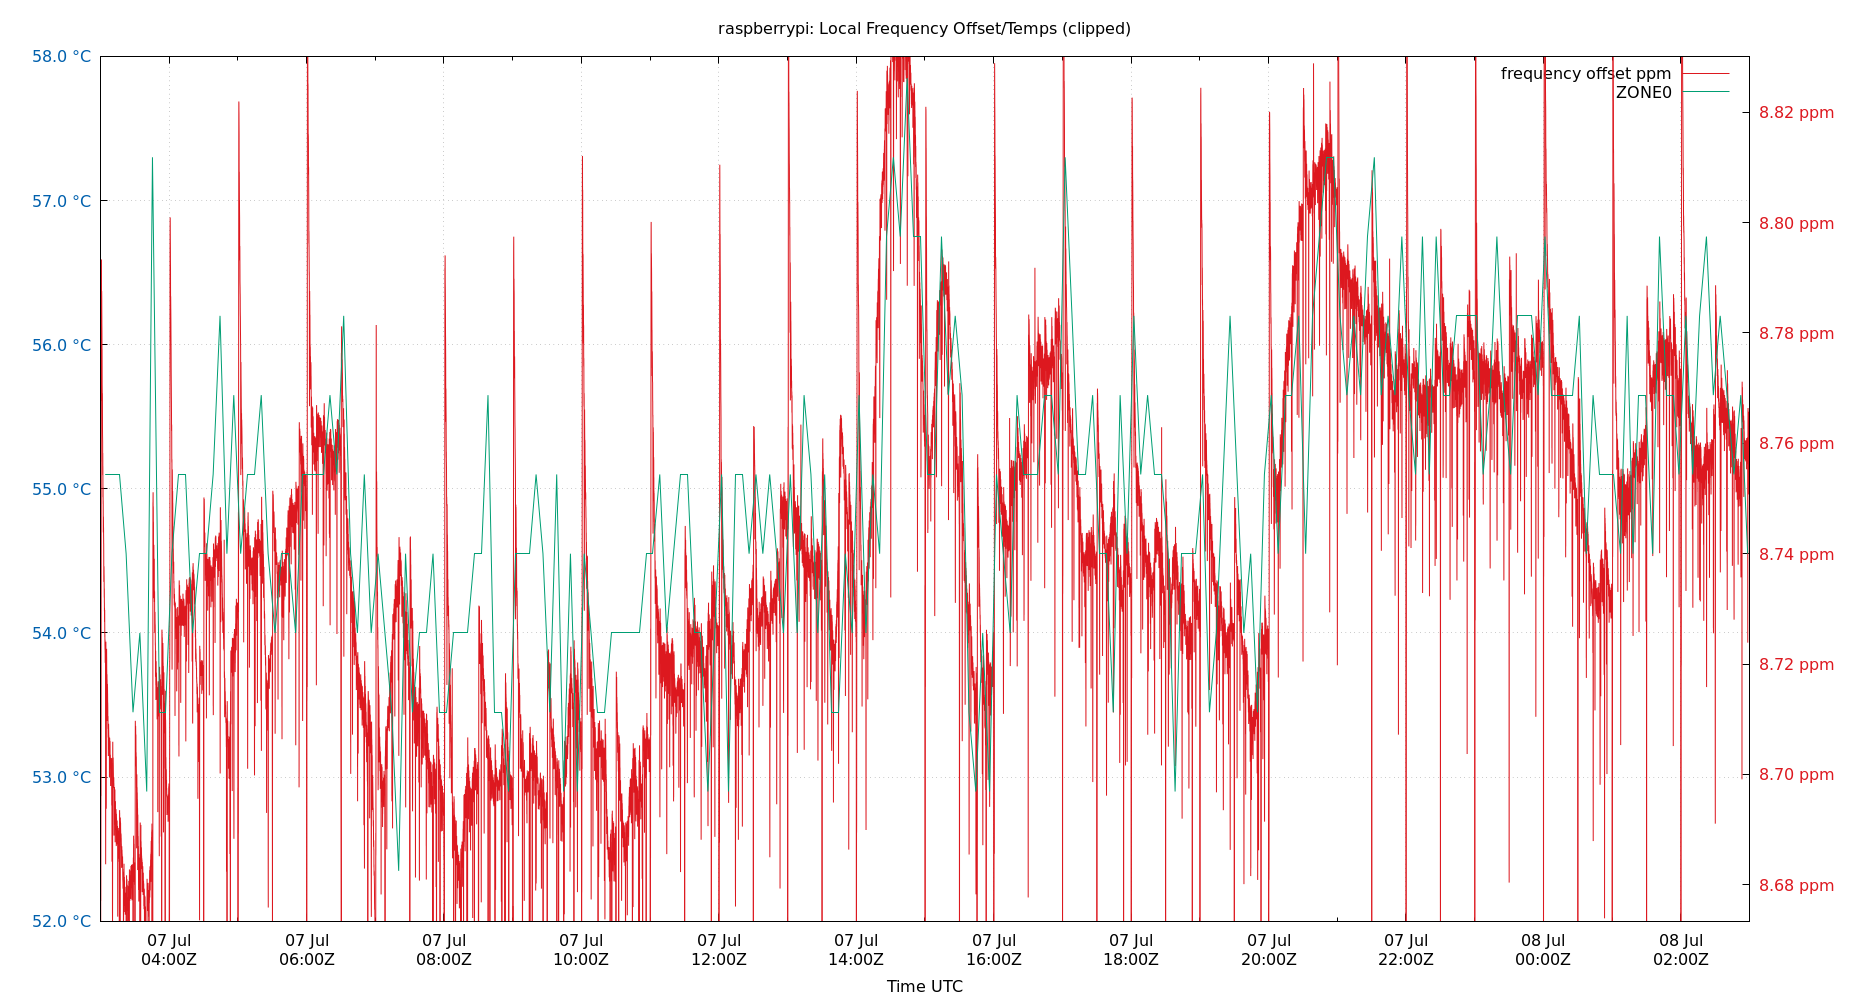 raspberrypi: Local Frequency Offset/Temps (clipped)
58.0 °C
57.0 °C
56.0 °C
55.0 °C
54.0 °C
53.0 °C
52.0 °C
frequency offset ppm
ZONE0
8.82 ppm
8.80 ppm
8.78 ppm
8.76 ppm
8.74 ppm
8.72 ppm
8.70 ppm
8.68 ppm
07 Jul 07 Jul 07 Jul 07 Jul 07 Jul 07 Jul 07 Jul 07 Jul 07 Jul 07 Jul 08 Jul 08 Jul
04:00Z 06:00Z 08:00Z 10:00Z 12:00Z 14:00Z 16:00Z 18:00Z 20:00Z 22:00Z 00:00Z 02:00Z
Time UTC